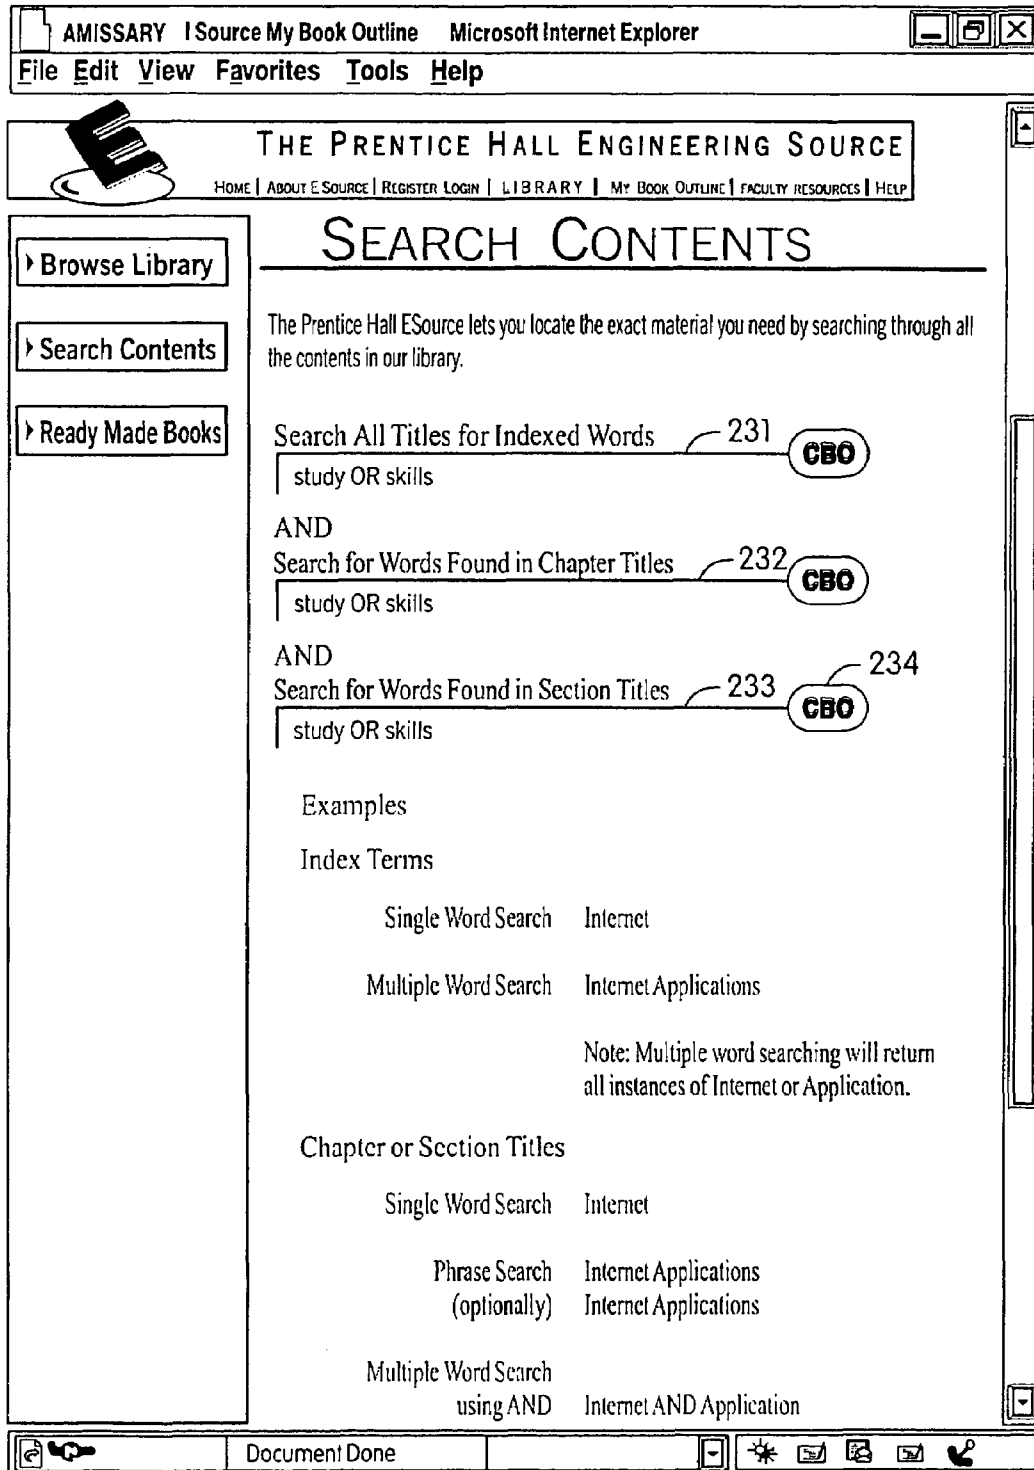 AMISSARY I Source My Book Outline Microsoft Internet Explorer
File Edit View Favorites Tools Help
E
THE PRENTICE HALL ENGINEERING SOURCE
HOME | ABOUT E SOURCE | REGISTER LOGIN | LIBRARY | MY BOOK OUTLINE | FACULTY RESOURCES | HELP
Browse Library
Search Contents
Ready Made Books
SEARCH CONTENTS
The Prentice Hall ESource lets you locate the exact material you need by searching through all
the contents in our library.
Search All Titles for Indexed Words 231 CBO
study OR skills
AND
Search for Words Found in Chapter Titles 232 CBO
study OR skills
AND
Search for Words Found in Section Titles 233 CBO 234
study OR skills
Examples
Index Terms
Single Word Search Internet
Multiple Word Search Internet Applications
Note: Multiple word searching will return
all instances of Internet or Application.
Chapter or Section Titles
Single Word Search Internet
Phrase Search Internet Applications
(optionally) Internet Applications
Multiple Word Search
using AND Internet AND Application
Document Done